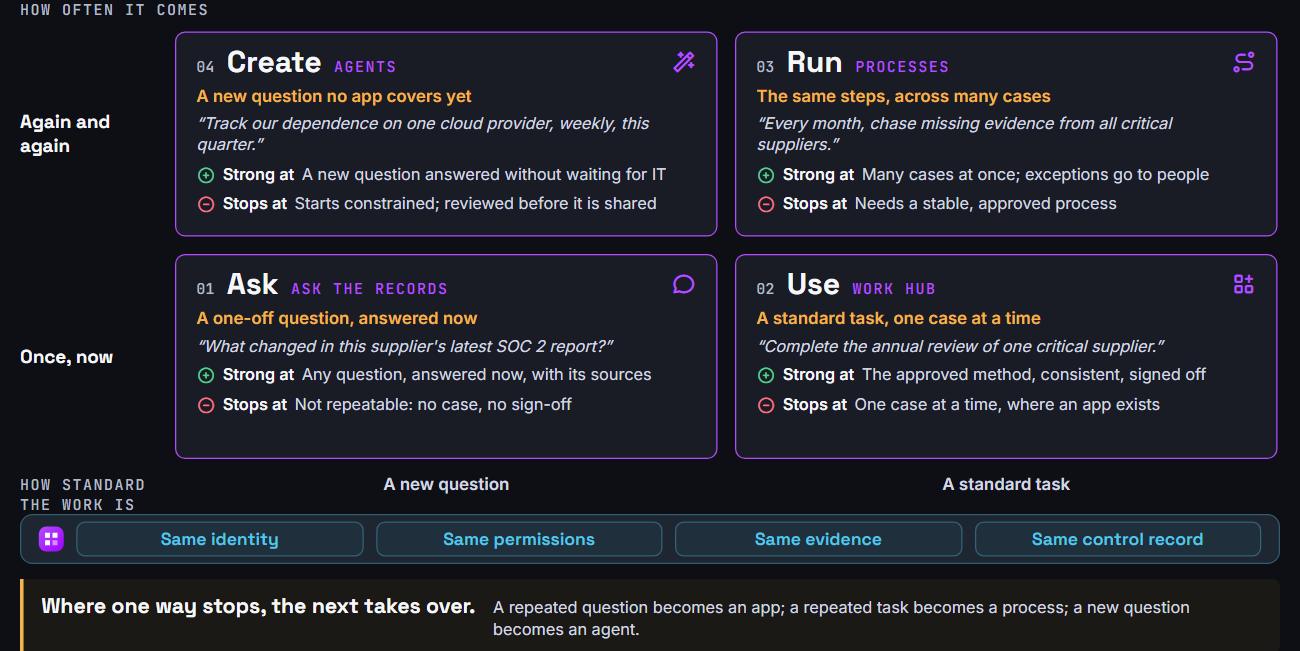 HOW OFTEN IT COMES
Again and
again
04 Create AGENTS
A new question no app covers yet
“Track our dependence on one cloud provider, weekly, this
quarter.”
Strong at A new question answered without waiting for IT
Stops at Starts constrained; reviewed before it is shared
03 Run PROCESSES
The same steps, across many cases
“Every month, chase missing evidence from all critical
suppliers.”
Strong at Many cases at once; exceptions go to people
Stops at Needs a stable, approved process
Once, now
01 Ask ASK THE RECORDS
A one-off question, answered now
“What changed in this supplier's latest SOC 2 report?”
Strong at Any question, answered now, with its sources
Stops at Not repeatable: no case, no sign-off
02 Use WORK HUB
A standard task, one case at a time
“Complete the annual review of one critical supplier.”
Strong at The approved method, consistent, signed off
Stops at One case at a time, where an app exists
HOW STANDARD
THE WORK IS
A new question
A standard task
Same identity
Same permissions
Same evidence
Same control record
Where one way stops, the next takes over.
A repeated question becomes an app; a repeated task becomes a process; a new question
becomes an agent.